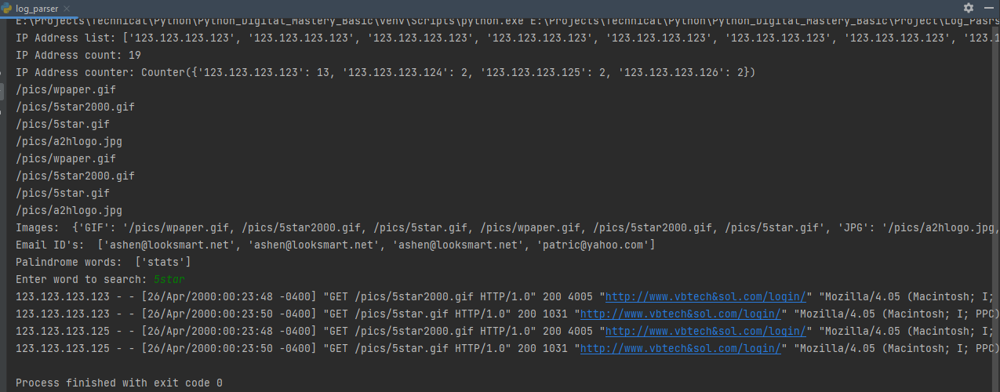 log_parser
E:\Projects\Technical\Python\Python_Digital_Mastery_Basic\venv\Scripts\python.exe E:\Projects\Technical\Python\Python_Digital_Mastery_Basic\Project\Log_Pasrs
IP Address list: ['123.123.123.123', '123.123.123.123', '123.123.123.123', '123.123.123.123', '123.123.123.123', '123.123.123.123', '123.123.123.123', '123.1
IP Address count: 19
IP Address counter: Counter({'123.123.123.123': 13, '123.123.123.124': 2, '123.123.123.125': 2, '123.123.123.126': 2})
/pics/wpaper.gif
/pics/5star2000.gif
/pics/5star.gif
/pics/a2hlogo.jpg
/pics/wpaper.gif
/pics/5star2000.gif
/pics/5star.gif
/pics/a2hlogo.jpg
Images:  {'GIF': '/pics/wpaper.gif, /pics/5star2000.gif, /pics/5star.gif, /pics/wpaper.gif, /pics/5star2000.gif, /pics/5star.gif', 'JPG': '/pics/a2hlogo.jpg,
Email ID's:  ['ashen@looksmart.net', 'ashen@looksmart.net', 'ashen@looksmart.net', 'patric@yahoo.com']
Palindrome words:  ['stats']
Enter word to search: 5star
123.123.123.123 - - [26/Apr/2000:00:23:48 -0400] "GET /pics/5star2000.gif HTTP/1.0" 200 4005 "http://www.vbtech&sol.com/login/" "Mozilla/4.05 (Macintosh; I;
123.123.123.123 - - [26/Apr/2000:00:23:50 -0400] "GET /pics/5star.gif HTTP/1.0" 200 1031 "http://www.vbtech&sol.com/login/" "Mozilla/4.05 (Macintosh; I; PPC)
123.123.123.125 - - [26/Apr/2000:00:23:48 -0400] "GET /pics/5star2000.gif HTTP/1.0" 200 4005 "http://www.vbtech&sol.com/login/" "Mozilla/4.05 (Macintosh; I;
123.123.123.125 - - [26/Apr/2000:00:23:50 -0400] "GET /pics/5star.gif HTTP/1.0" 200 1031 "http://www.vbtech&sol.com/login/" "Mozilla/4.05 (Macintosh; I; PPC)
Process finished with exit code 0